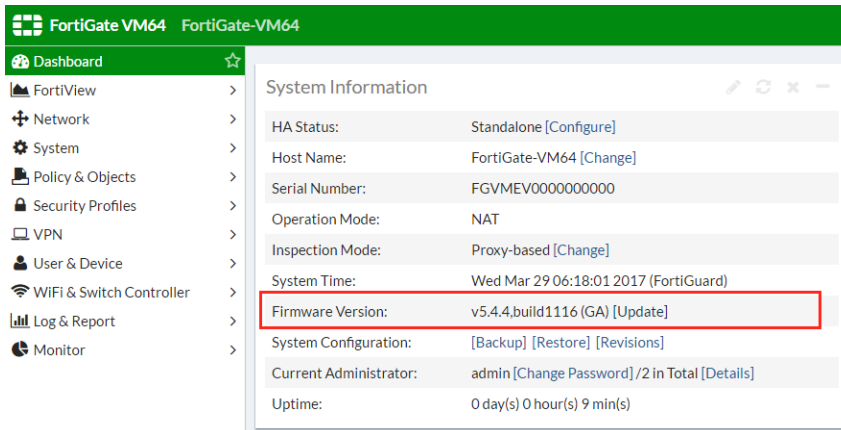 FortiGate VM64 FortiGate-VM64
Dashboard
FortiView
Network
System
Policy & Objects
Security Profiles
VPN
User & Device
WiFi & Switch Controller
Log & Report
Monitor
System Information
HA Status: Standalone [Configure]
Host Name: FortiGate-VM64 [Change]
Serial Number: FGVMEV0000000000
Operation Mode: NAT
Inspection Mode: Proxy-based [Change]
System Time: Wed Mar 29 06:18:01 2017 (FortiGuard)
Firmware Version: v5.4.4,build1116 (GA) [Update]
System Configuration: [Backup] [Restore] [Revisions]
Current Administrator: admin [Change Password] /2 in Total [Details]
Uptime: 0 day(s) 0 hour(s) 9 min(s)